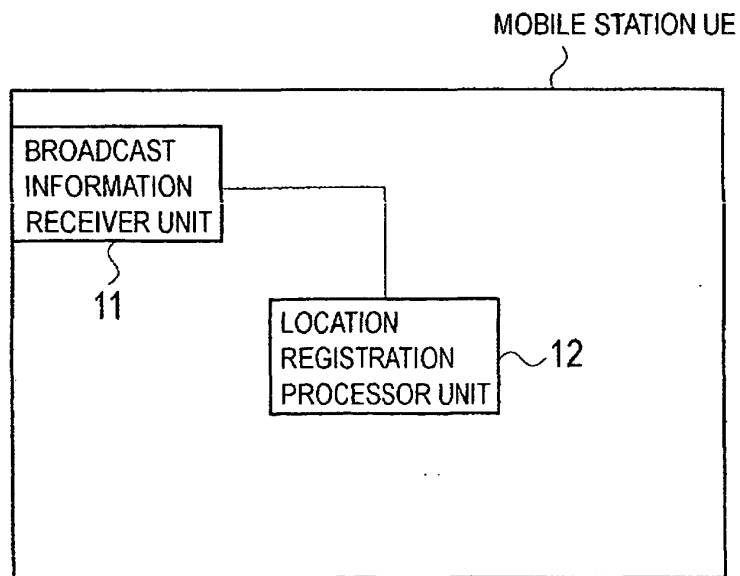 MOBILE STATION UE
BROADCAST
INFORMATION
RECEIVER UNIT
11
LOCATION
REGISTRATION
PROCESSOR UNIT
12